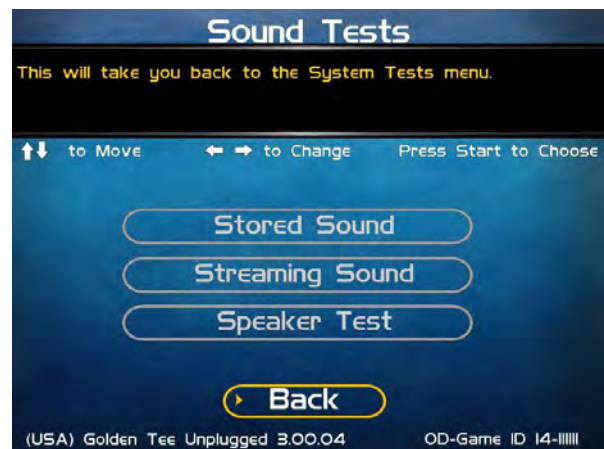 Sound Tests
This will take you back to the System Tests menu.
to Move to Change Press Start to Choose
Stored Sound
Streaming Sound
Speaker Test
Back
(USA) Golden Tee Unplugged 3.00.04 OD-Game ID 14-111111